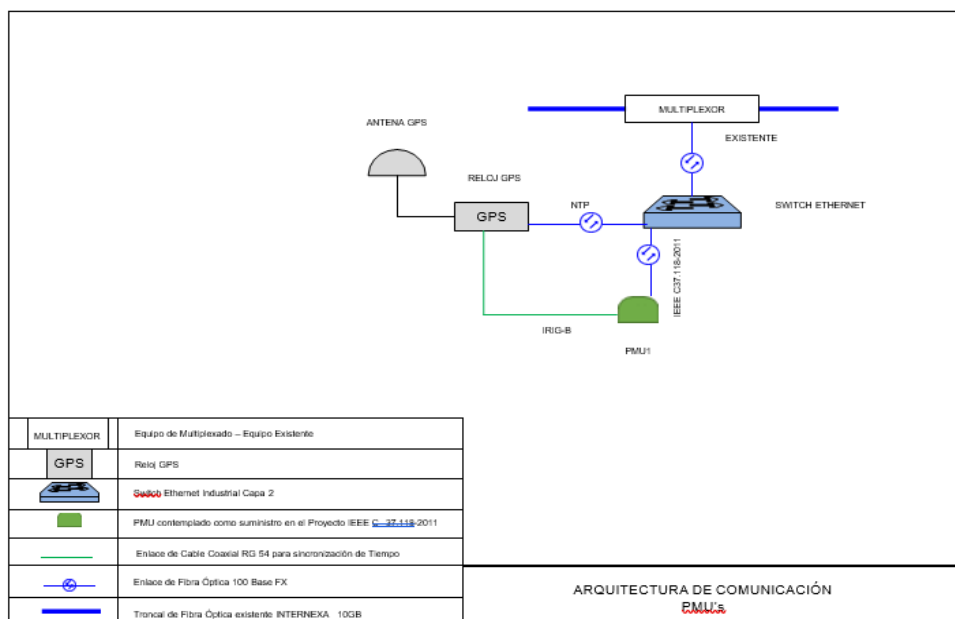 MULTIPLEXOR
ANTENA GPS
EXISTENTE
RELOJ GPS
GPS
NTP
SWITCH ETHERNET
IEEE C37.118-2011
IRIG-B
PMU1
MULTIPLEXOR
Equipo de Multiplexado – Equipo Existente
GPS
Reloj GPS
Switch Ethernet Industrial Capa 2
PMU contemplado como suministro en el Proyecto IEEE C 37.118-2011
Enlace de Cable Coaxial RG 54 para sincronización de Tiempo
Enlace de Fibra Óptica 100 Base FX
Troncal de Fibra Óptica existente INTERNEXA 10GB
ARQUITECTURA DE COMUNICACIÓN
PMU's